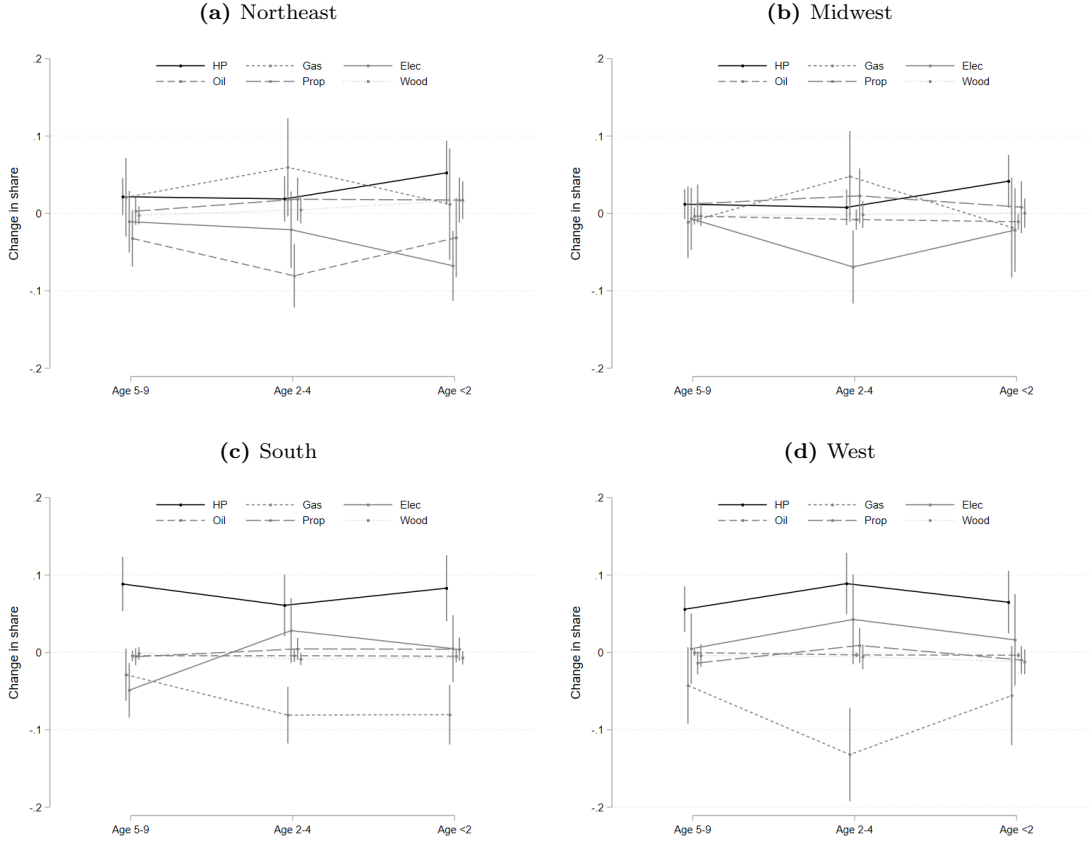 (a) Northeast
.2
.1
0
-.1
-.2
Change in share
HP Gas Elec
Oil Prop Wood
Age 5-9 Age 2-4 Age <2
(b) Midwest
.2
.1
0
-.1
-.2
Change in share
HP Gas Elec
Oil Prop Wood
Age 5-9 Age 2-4 Age <2
(c) South
.2
.1
0
-.1
-.2
Change in share
HP Gas Elec
Oil Prop Wood
Age 5-9 Age 2-4 Age <2
(d) West
.2
.1
0
-.1
-.2
Change in share
HP Gas Elec
Oil Prop Wood
Age 5-9 Age 2-4 Age <2